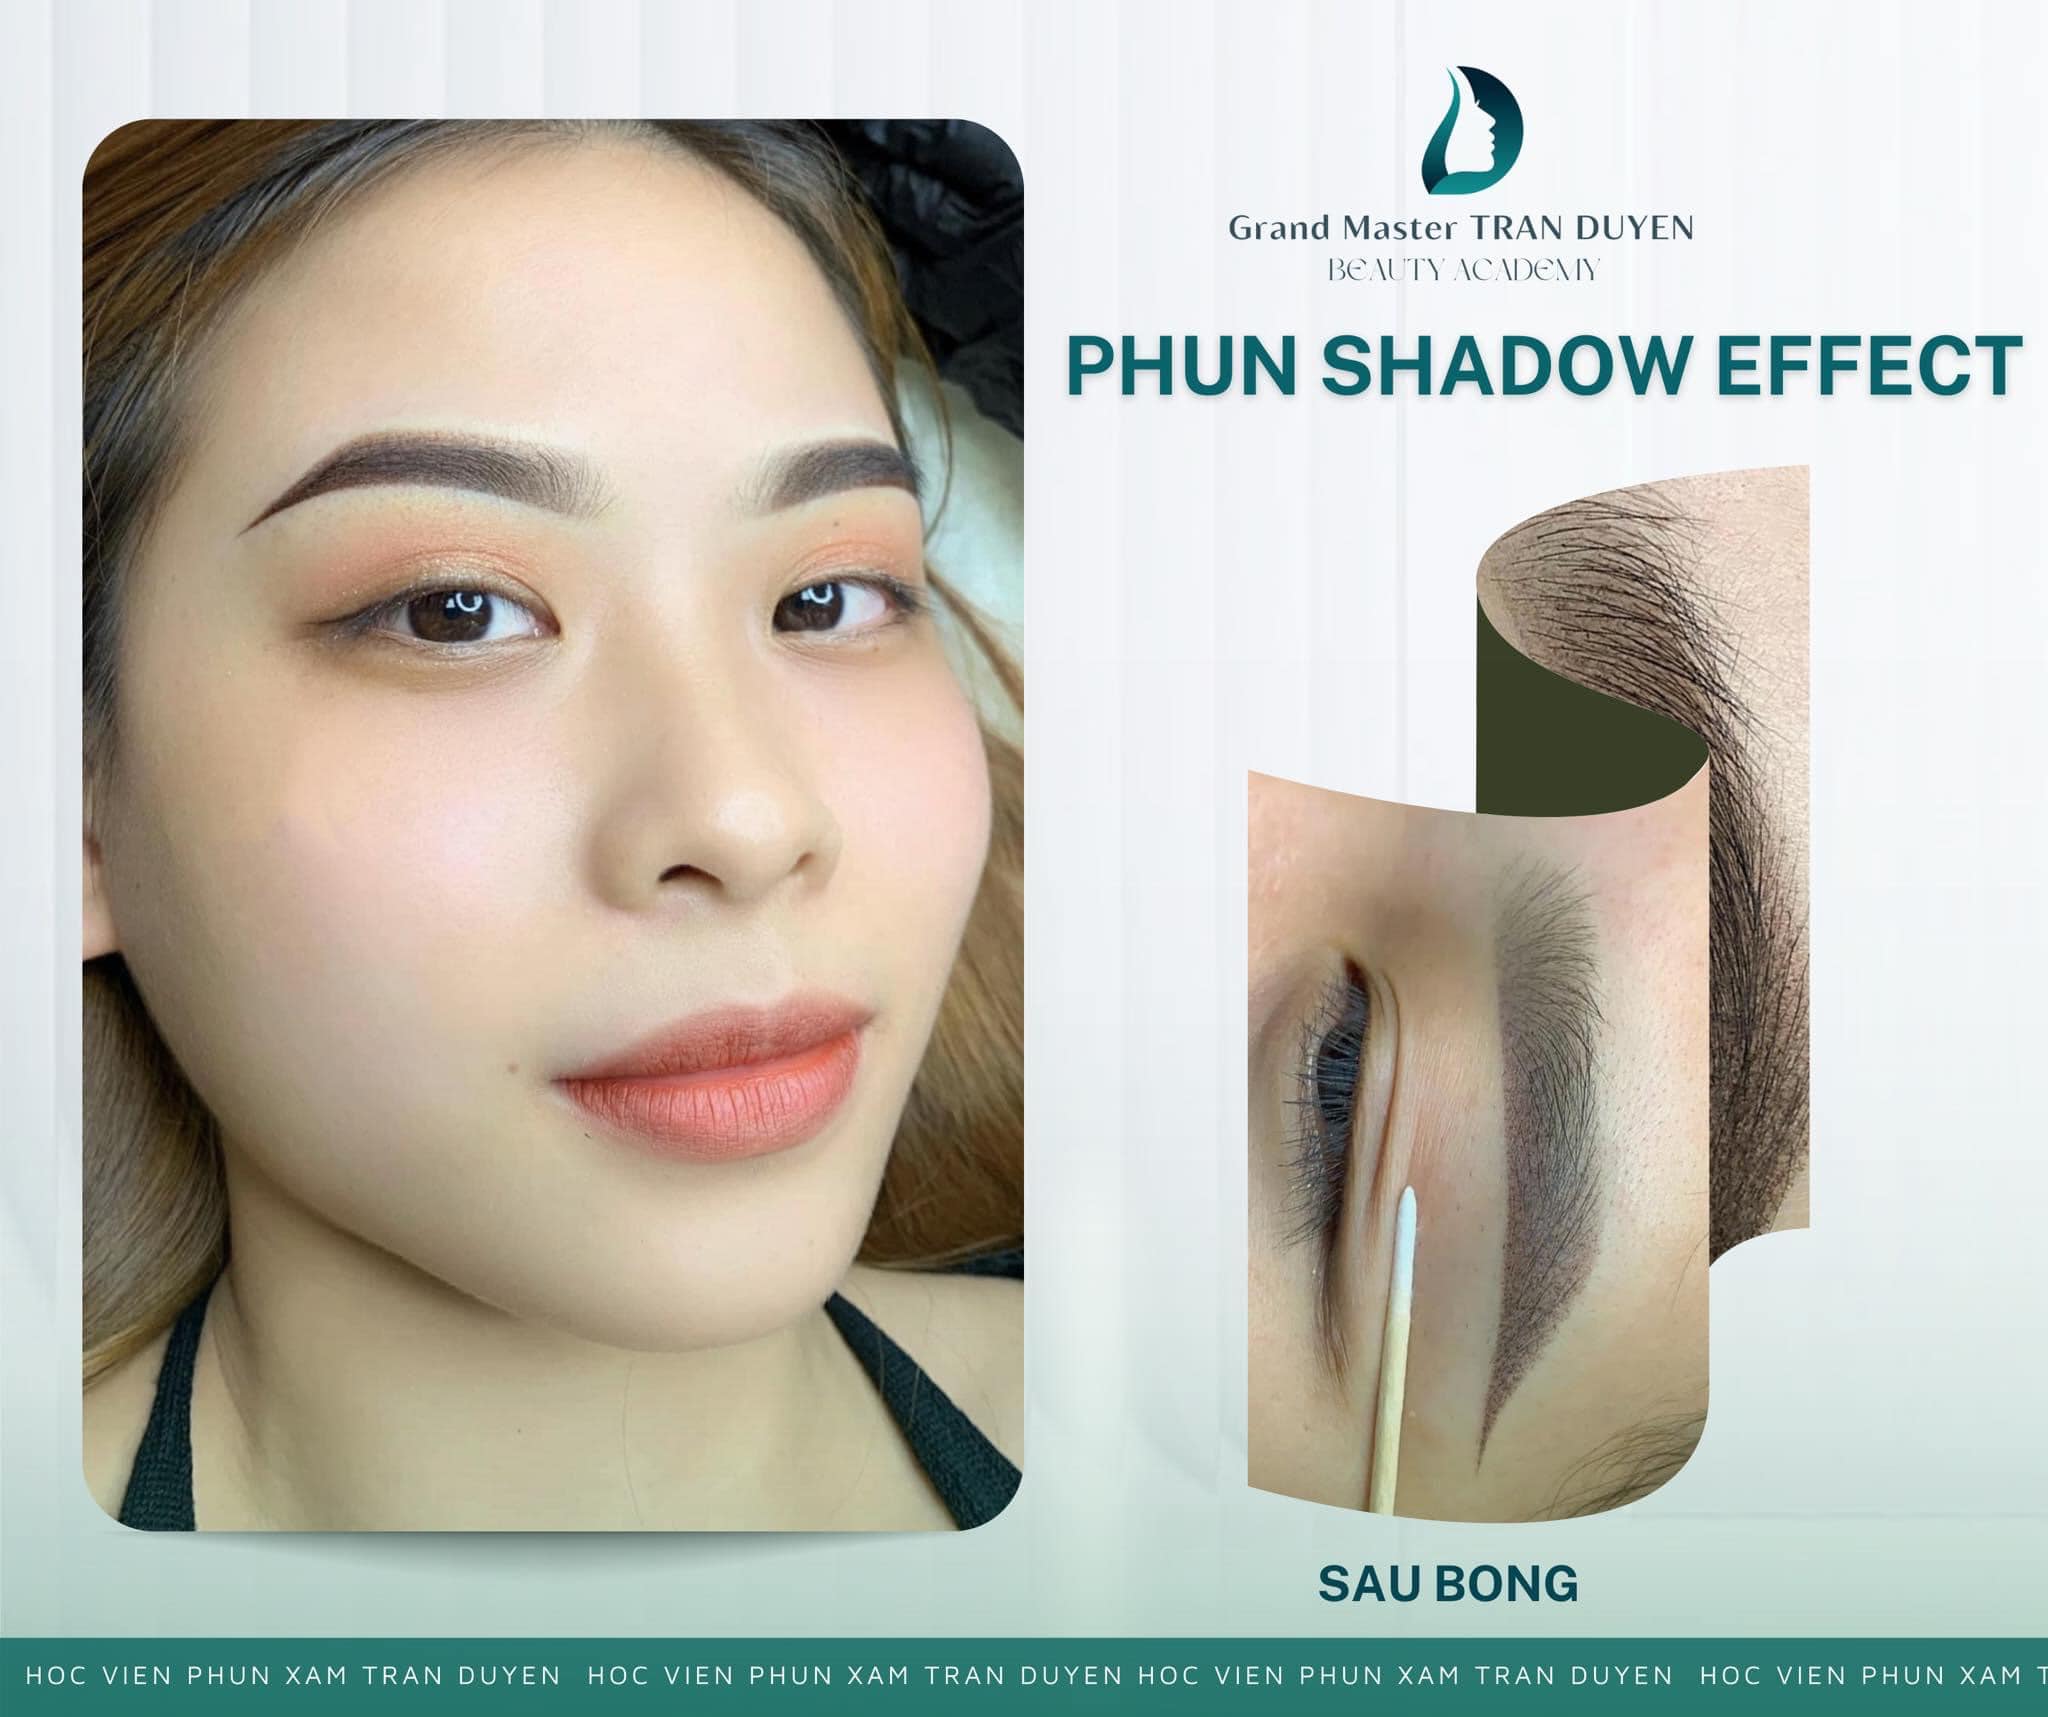 Grand Master TRAN DUYEN
BEAUTY ACADEMY
PHUN SHADOW EFFECT
SAU BONG
HOC VIEN PHUN XAM TRAN DUYEN HOC VIEN PHUN XAM TRAN DUYEN HOC VIEN PHUN XAM TRAN DUYEN HOC VIEN PHUN XAM T